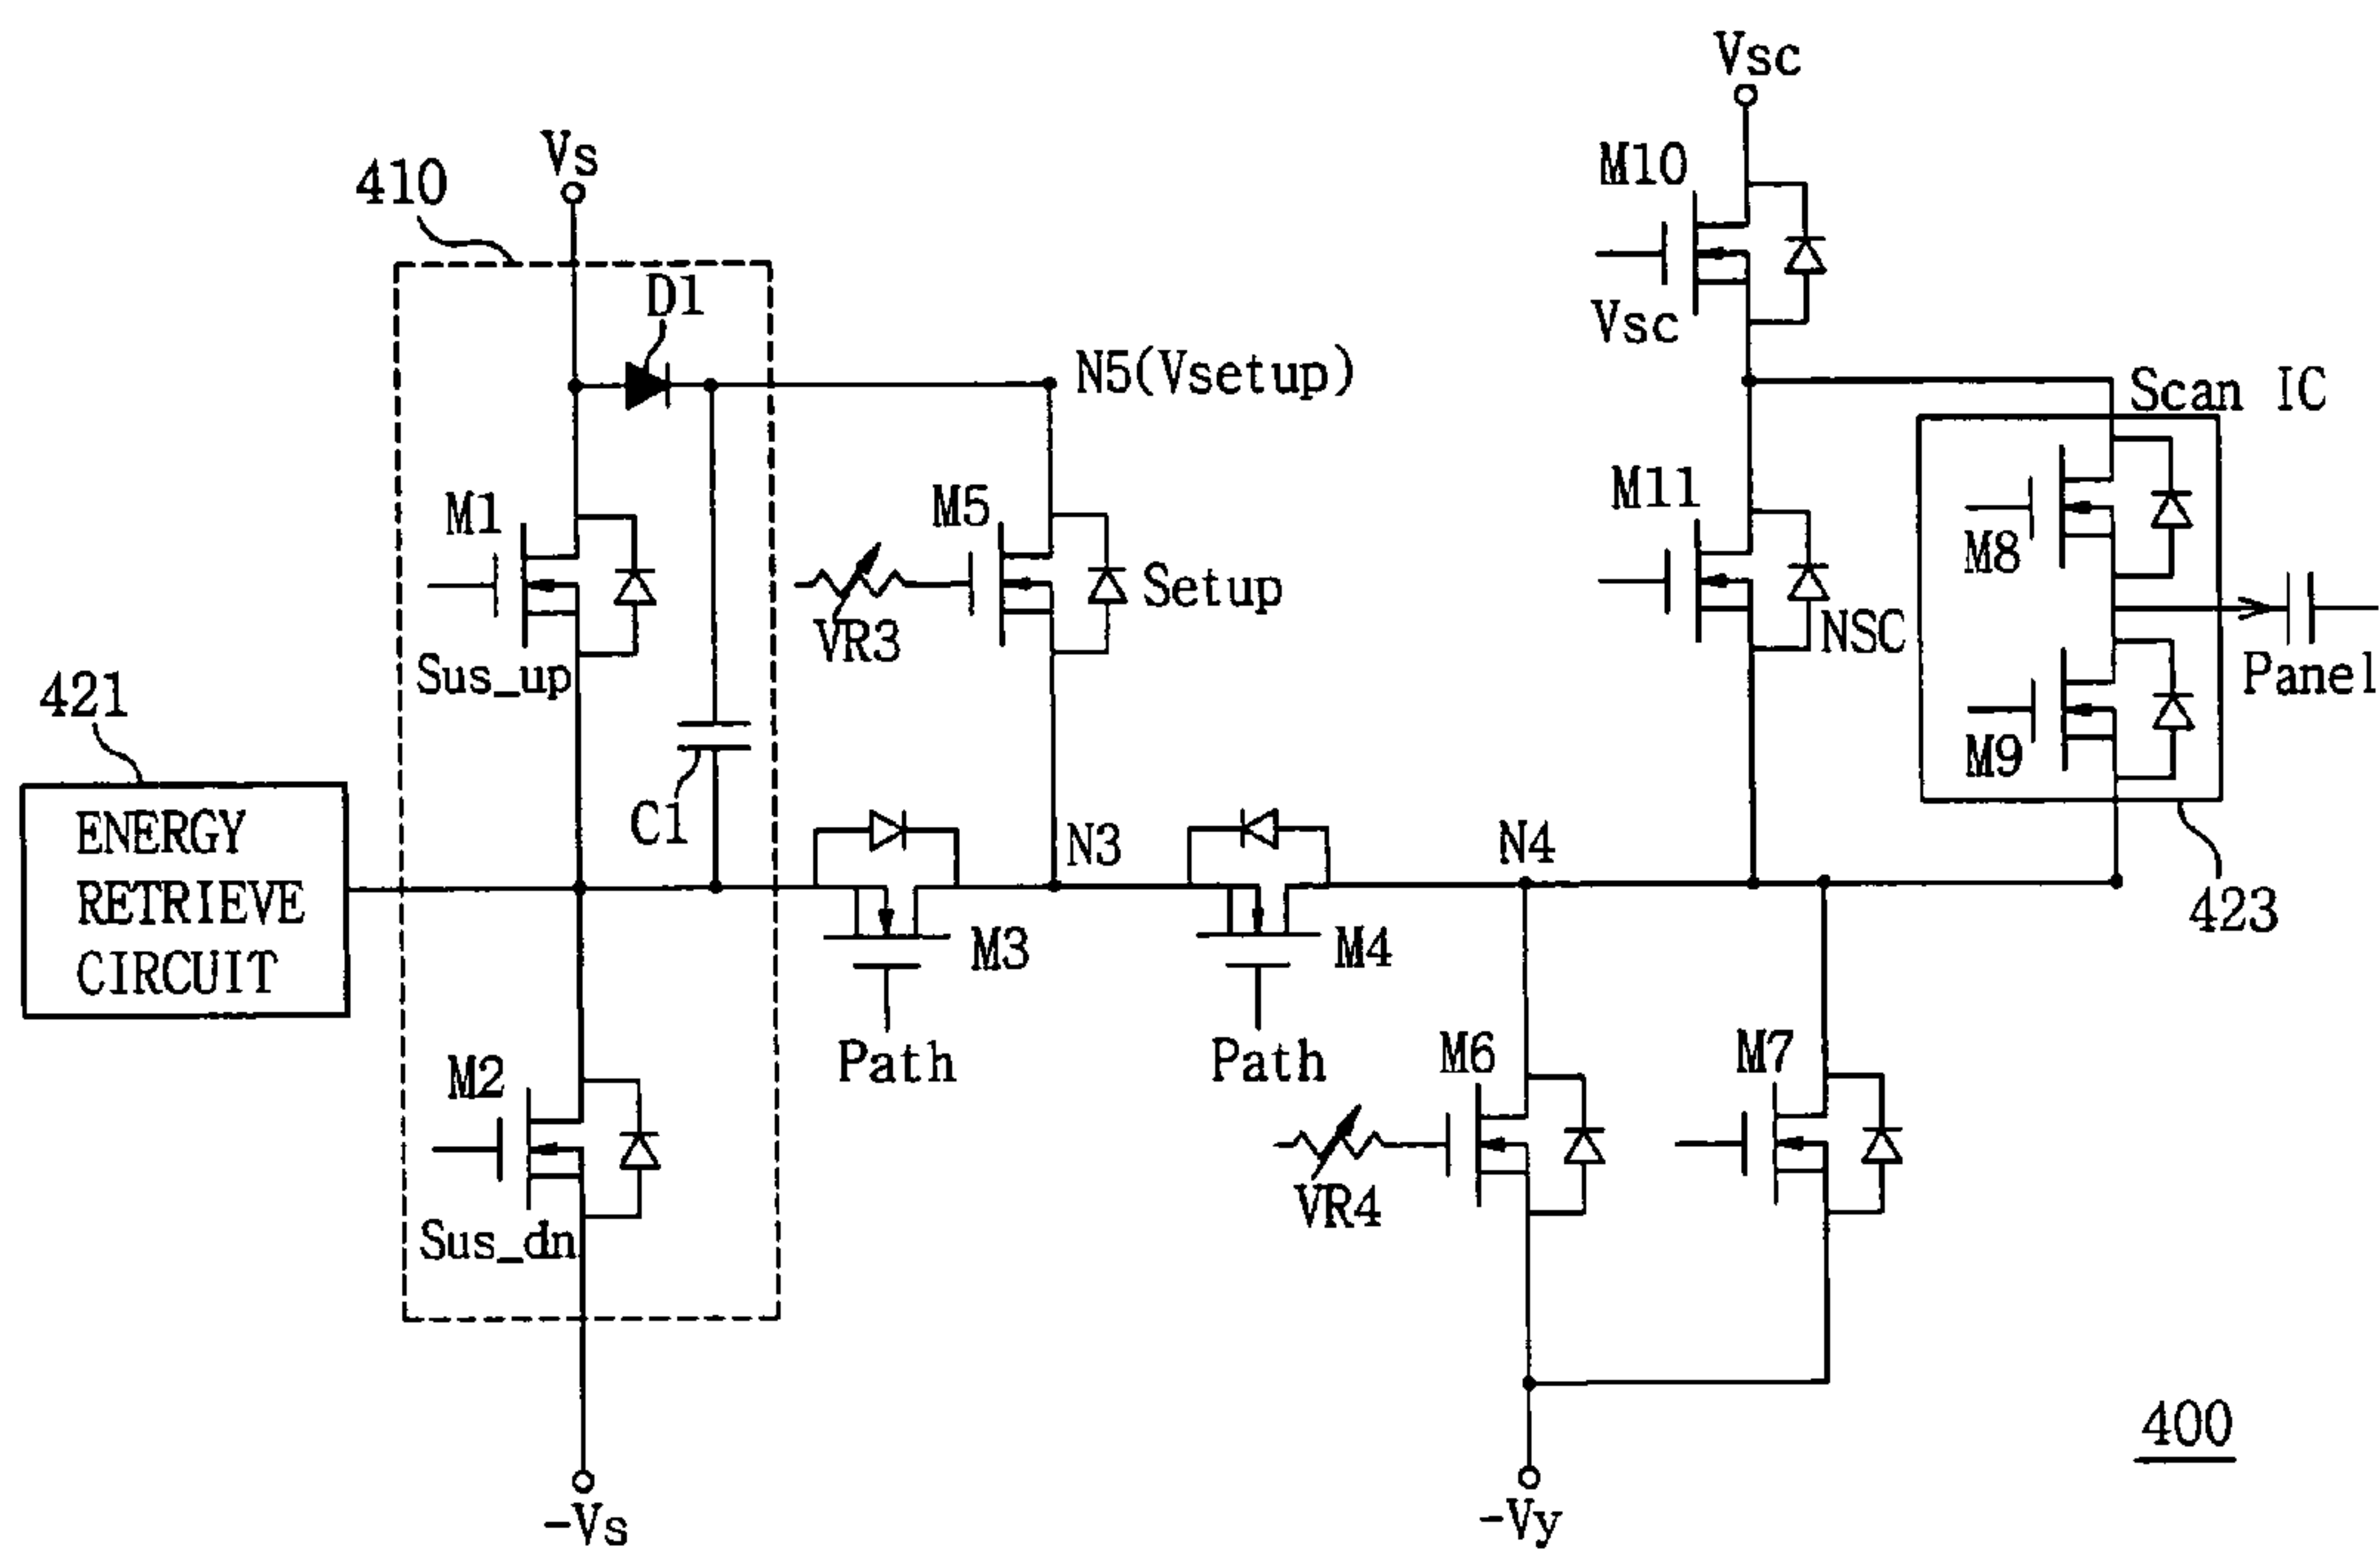 Vsc
M10
Vs
410
D1
Vsc
N5(Vsetup)
Scan IC
M1
M5
M11
M8
Setup
VR3
NSC
Sus_up
Panel
421
M9
C1
N3
N4
ENERGY
RETRIEVE
CIRCUIT
M3
M4
423
Path
Path
M2
M6
M7
VR4
Sus_dn
400
-Vs
-Vy